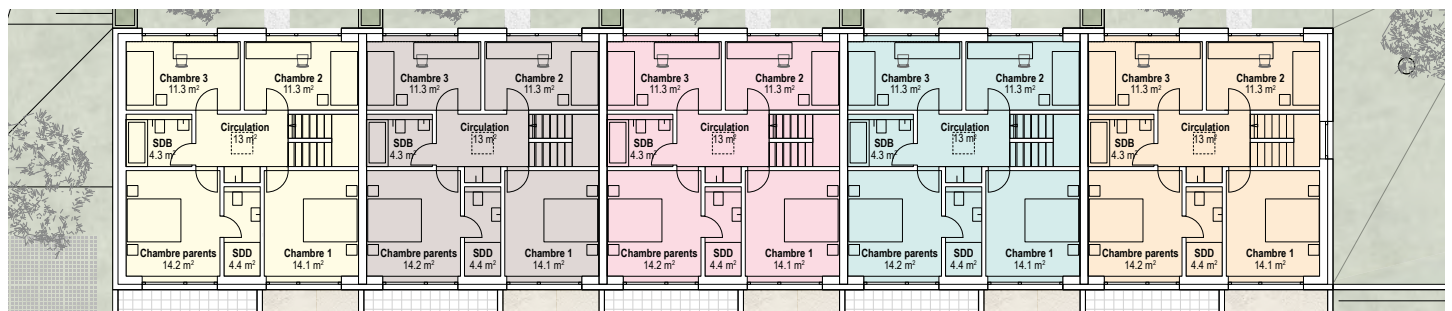 Chambre 3
11.3 m²
Chambre 2
11.3 m²
Circulation
13 m²
SDB
4.3 m²
Chambre parents
14.2 m²
SDD
4.4 m²
Chambre 1
14.1 m²
Chambre 3
11.3 m²
Chambre 2
11.3 m²
Circulation
13 m²
SDB
4.3 m²
Chambre parents
14.2 m²
SDD
4.4 m²
Chambre 1
14.1 m²
Chambre 3
11.3 m²
Chambre 2
11.3 m²
Circulation
13 m²
SDB
4.3 m²
Chambre parents
14.2 m²
SDD
4.4 m²
Chambre 1
14.1 m²
Chambre 3
11.3 m²
Chambre 2
11.3 m²
Circulation
13 m²
SDB
4.3 m²
Chambre parents
14.2 m²
SDD
4.4 m²
Chambre 1
14.1 m²
Chambre 3
11.3 m²
Chambre 2
11.3 m²
Circulation
13 m²
SDB
4.3 m²
Chambre parents
14.2 m²
SDD
4.4 m²
Chambre 1
14.1 m²